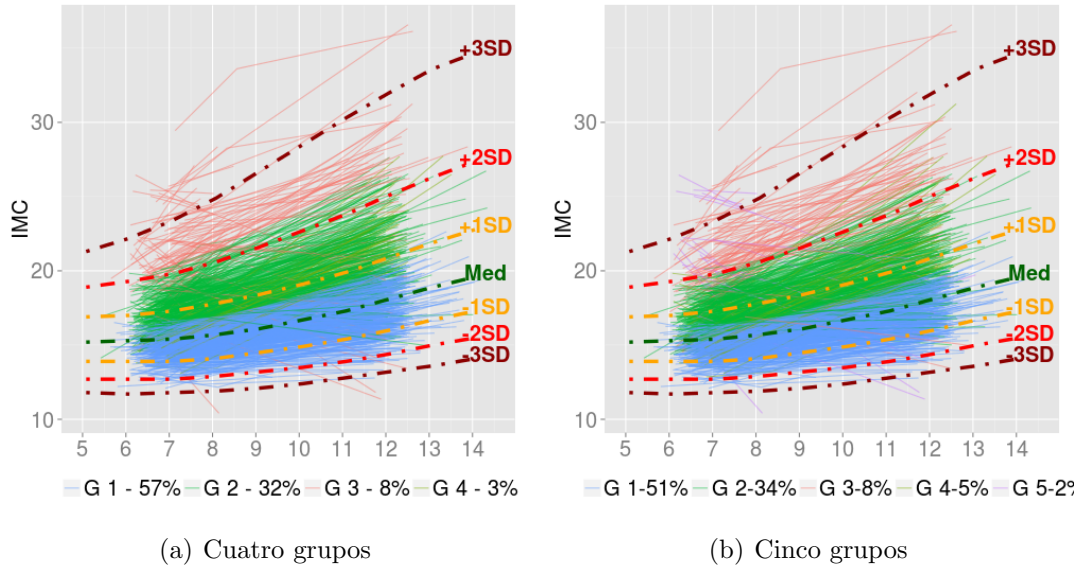 +3SD
+2SD
+1SD
Med
-1SD
-2SD
-3SD
30
20
10
IMC
5 6 7 8 9 10 11 12 13 14
G 1 - 57% G 2 - 32% G 3 - 8% G 4 - 3%
(a) Cuatro grupos
+3SD
+2SD
+1SD
Med
-1SD
-2SD
-3SD
30
20
10
IMC
5 6 7 8 9 10 11 12 13 14
G 1-51% G 2-34% G 3-8% G 4-5% G 5-2%
(b) Cinco grupos